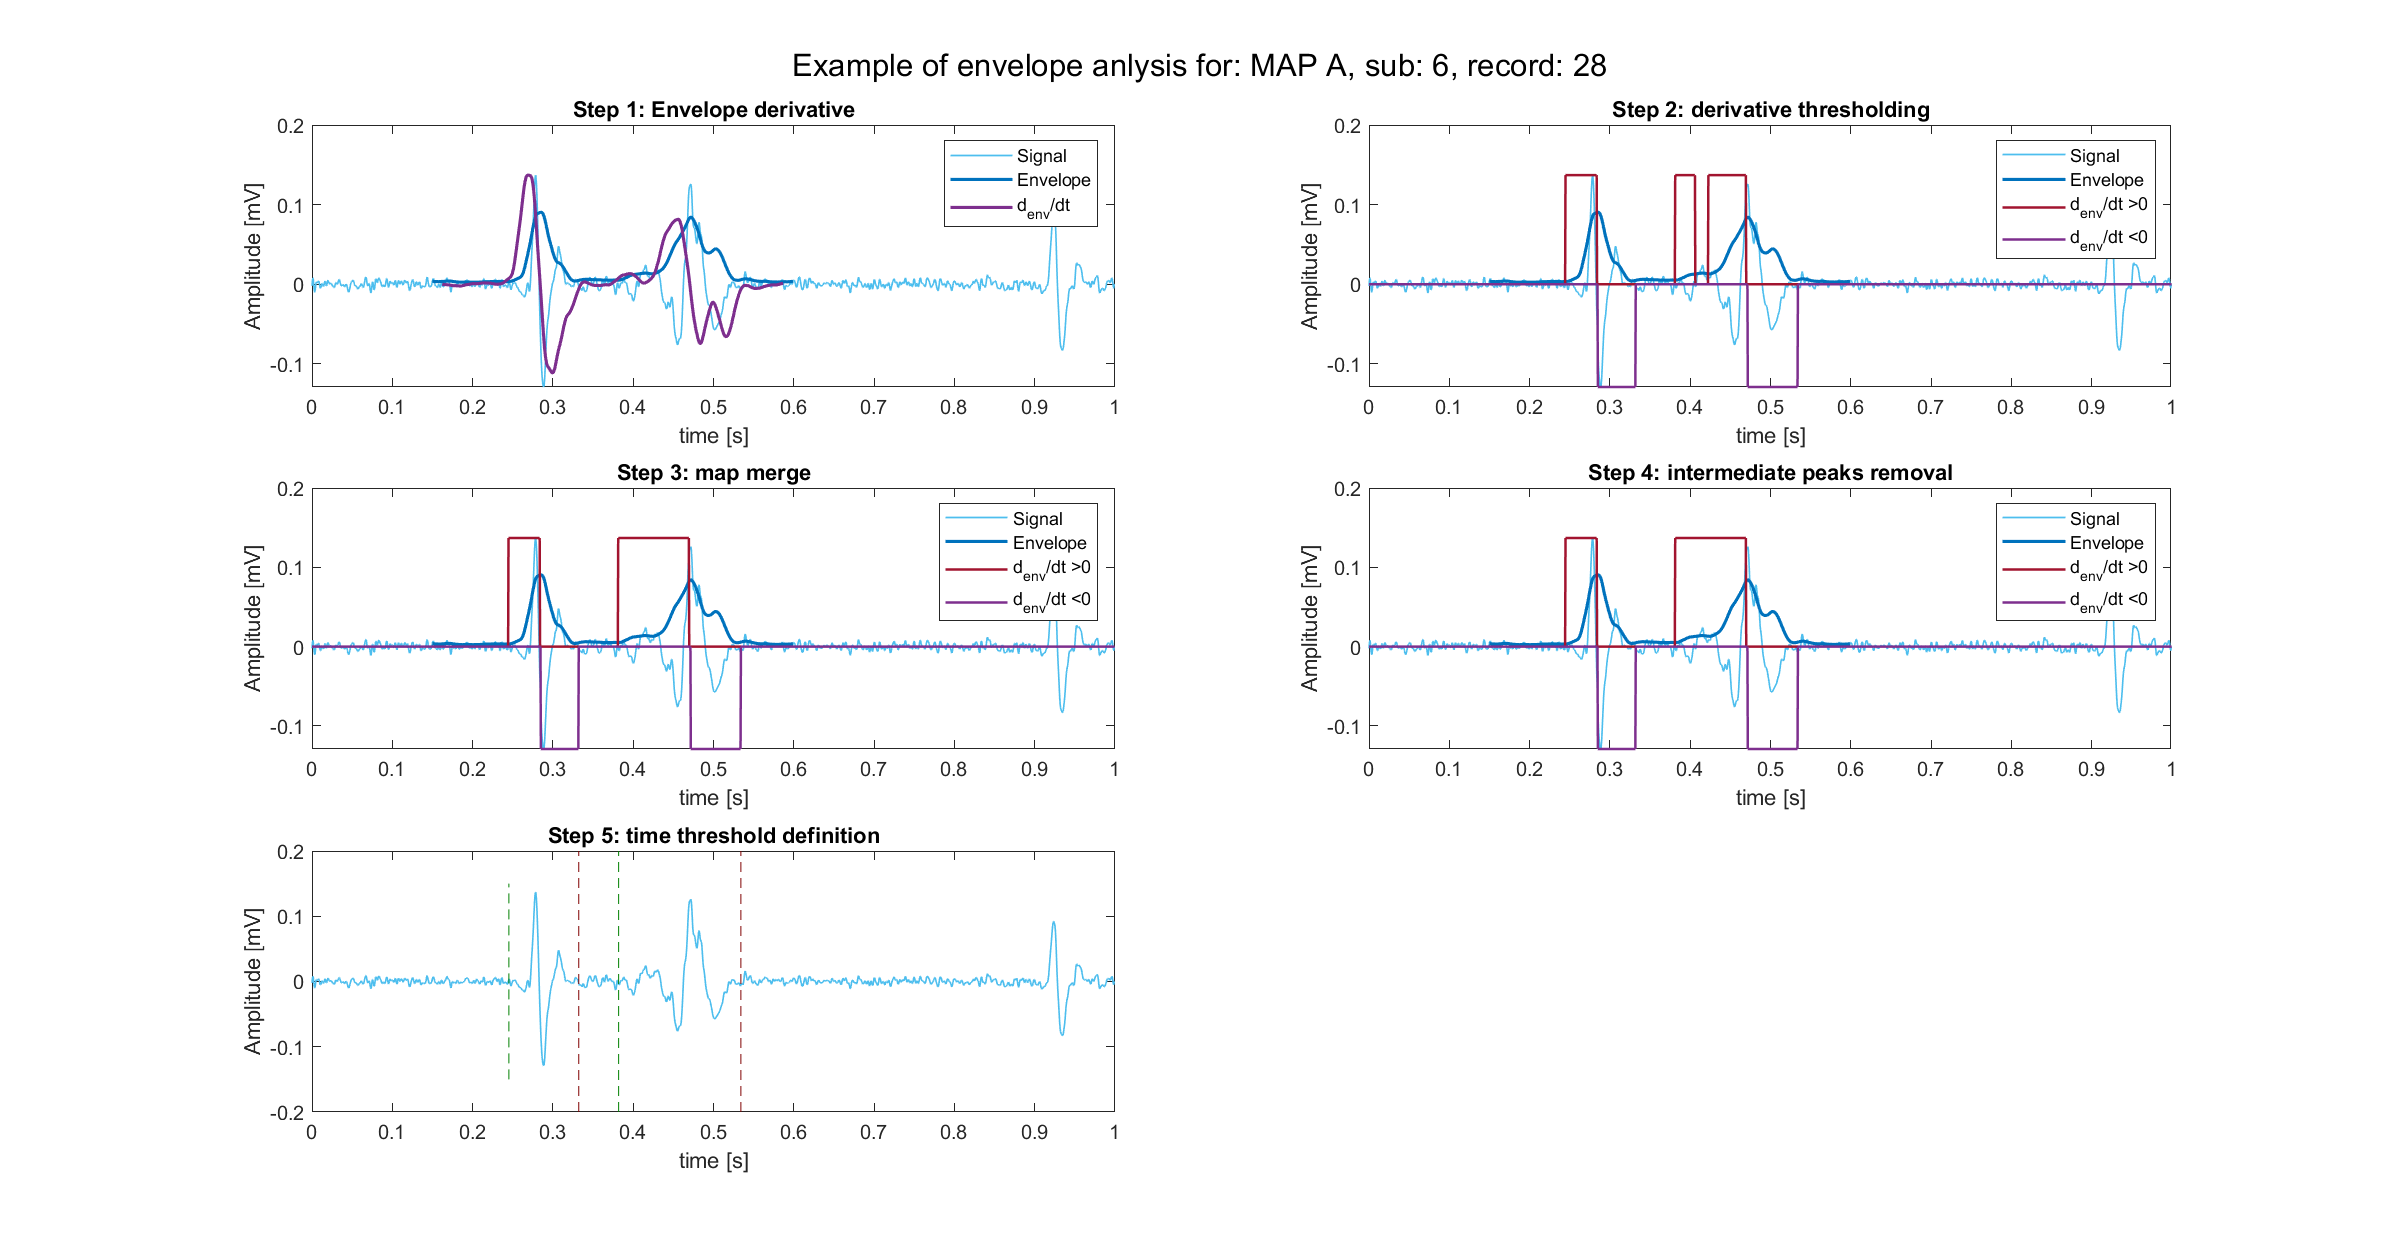 Example of envelope anlysis for: MAP A, sub: 6, record: 28
Step 1: Envelope derivative
0.2
0.1
0
-0.1
Amplitude [mV]
Signal
Envelope
d_env/dt
0 0.1 0.2 0.3 0.4 0.5 0.6 0.7 0.8 0.9 1
time [s]
Step 2: derivative thresholding
0.2
0.1
0
-0.1
Amplitude [mV]
Signal
Envelope
d_env/dt >0
d_env/dt <0
0 0.1 0.2 0.3 0.4 0.5 0.6 0.7 0.8 0.9 1
time [s]
Step 3: map merge
0.2
0.1
0
-0.1
Amplitude [mV]
Signal
Envelope
d_env/dt >0
d_env/dt <0
0 0.1 0.2 0.3 0.4 0.5 0.6 0.7 0.8 0.9 1
time [s]
Step 4: intermediate peaks removal
0.2
0.1
0
-0.1
Amplitude [mV]
Signal
Envelope
d_env/dt >0
d_env/dt <0
0 0.1 0.2 0.3 0.4 0.5 0.6 0.7 0.8 0.9 1
time [s]
Step 5: time threshold definition
0.2
0.1
0
-0.1
-0.2
Amplitude [mV]
0 0.1 0.2 0.3 0.4 0.5 0.6 0.7 0.8 0.9 1
time [s]